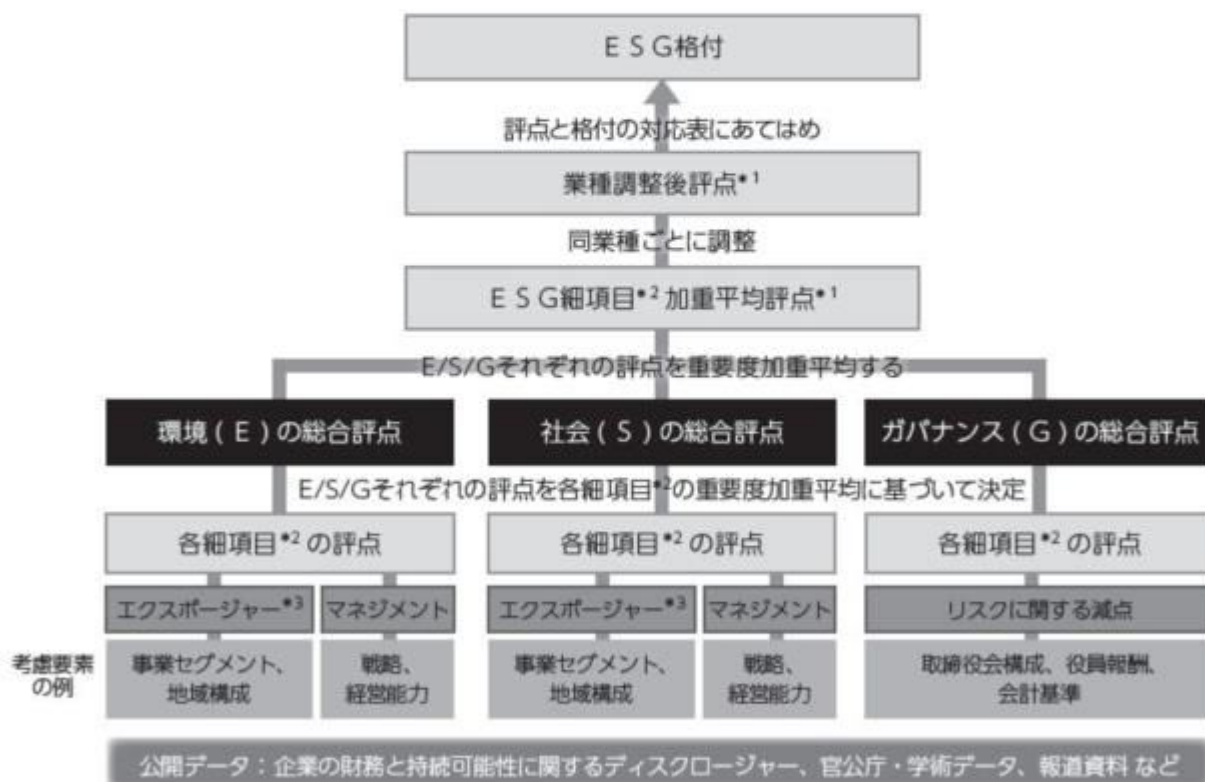 ESG格付
評点と格付の対応表にあてはめ
業種調整後評点*1
同業種ごとに調整
ESG細項目*2 加重平均評点*1
E/S/Gそれぞれの評点を重要度加重平均する
環境(E)の総合評点
社会(S)の総合評点
ガバナンス(G)の総合評点
E/S/Gそれぞれの評点を各細項目*2の重要度加重平均に基づいて決定
各細項目*2 の評点
各細項目*2 の評点
各細項目*2 の評点
エクスポージャー*3
マネジメント
エクスポージャー*3
マネジメント
リスクに関する減点
考慮要素
の例
事業セグメント、
地域構成
戦略、
経営能力
事業セグメント、
地域構成
戦略、
経営能力
取締役会構成、役員報酬、
会計基準
公開データ：企業の財務と持続可能性に関するディスクロージャー、官公庁・学術データ、報道資料 など